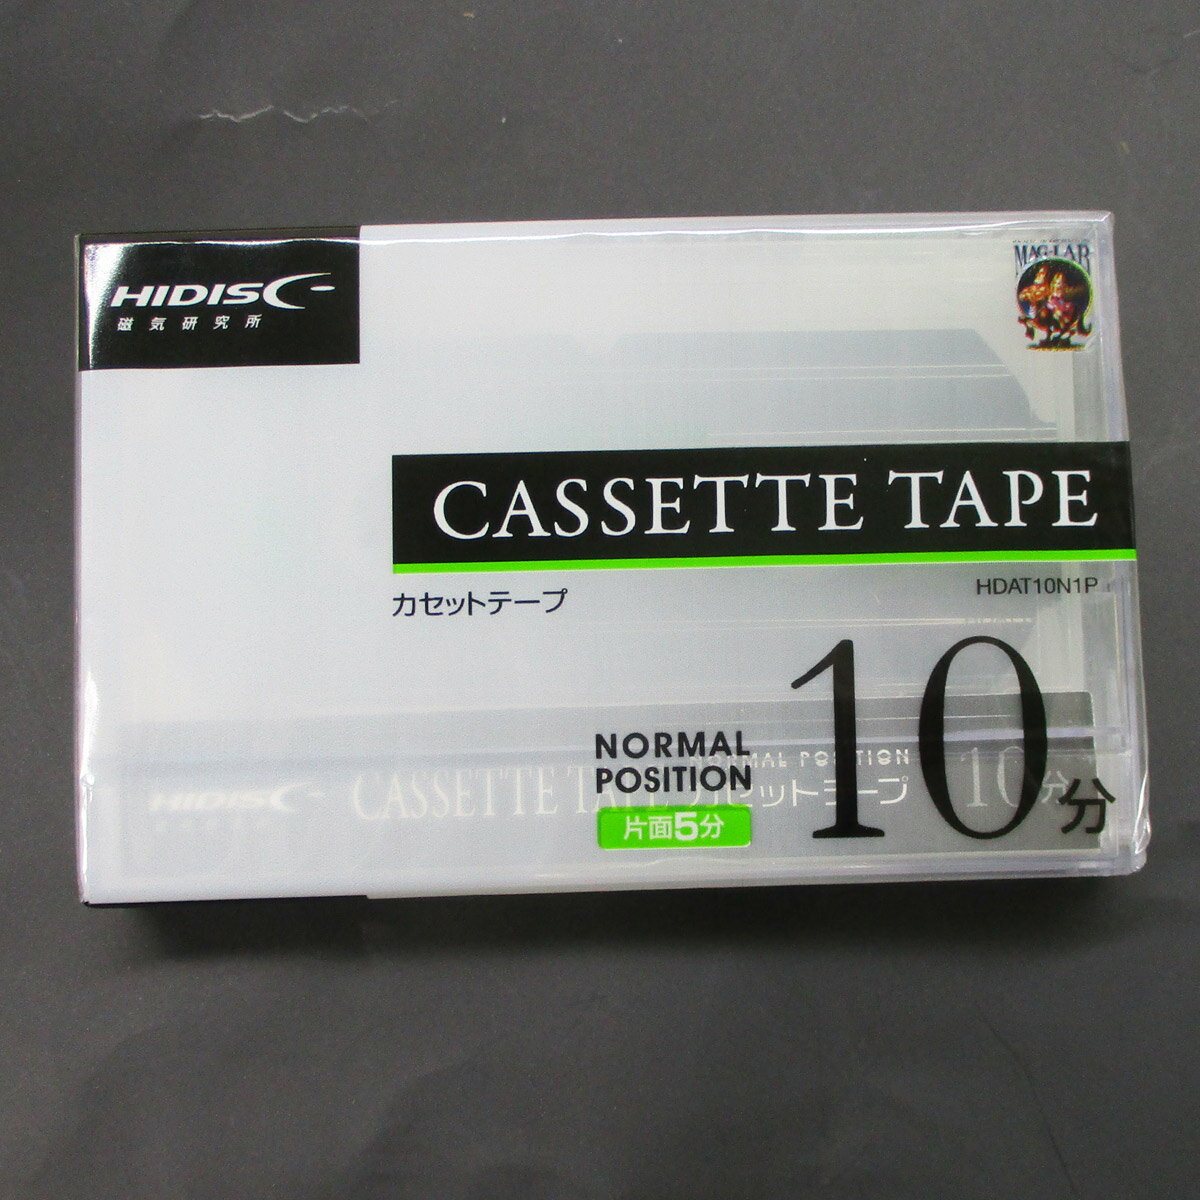 HIDISC
磁気研究所
MAG-LAB
CASSETTE TAPE
カセットテープ
HDAT10N1P
NORMAL
POSITION
10分
片面5分
HIDISC
CASSETTE TAPE カセットテープ
NORMAL POSITION
10分